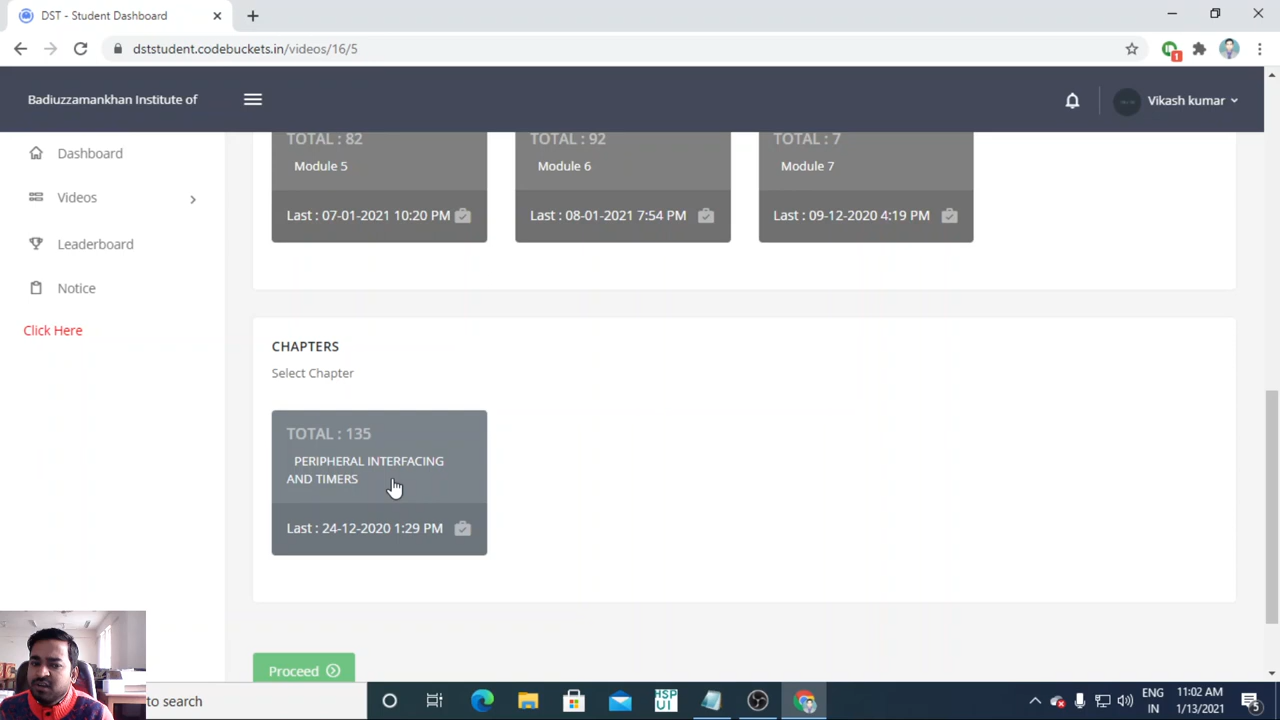 DST - Student Dashboard
dststudent.codebuckets.in/videos/16/5
1
Badiuzzamankhan Institute of
Vikash kumar
Dashboard
Videos
Leaderboard
Notice
Click Here
TOTAL : 82
Module 5
Last : 07-01-2021 10:20 PM
TOTAL : 92
Module 6
Last : 08-01-2021 7:54 PM
TOTAL : 7
Module 7
Last : 09-12-2020 4:19 PM
CHAPTERS
Select Chapter
TOTAL : 135
PERIPHERAL INTERFACING
AND TIMERS
Last : 24-12-2020 1:29 PM
Proceed
to search
HSP
UI
ENG
IN
11:02 AM
1/13/2021
5